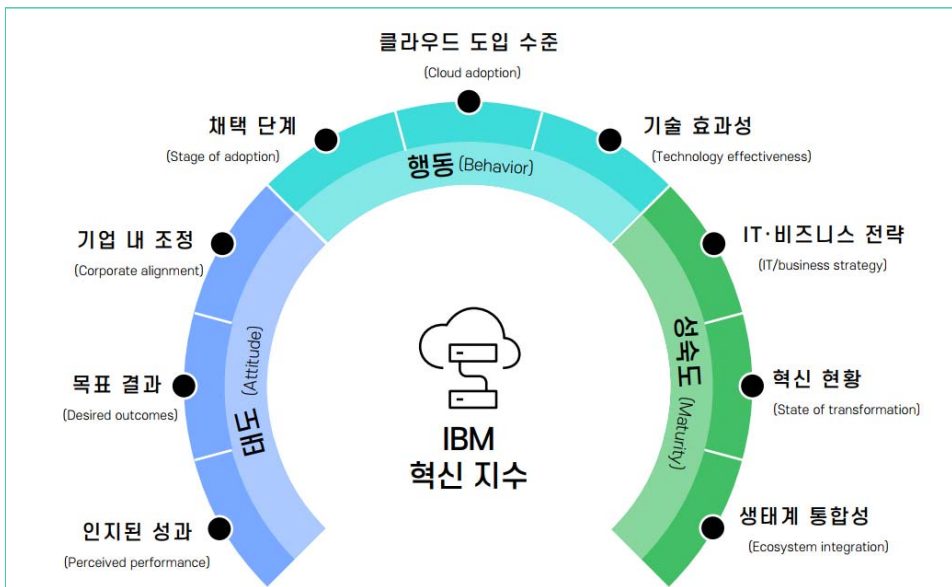 클라우드 도입 수준
(Cloud adoption)
채택 단계
(Stage of adoption)
기술 효과성
(Technology effectiveness)
행동 (Behavior)
기업 내 조정
(Corporate alignment)
IT·비즈니스 전략
(IT/business strategy)
태도 (Attitude)
성숙도 (Maturity)
목표 결과
(Desired outcomes)
혁신 현황
(State of transformation)
IBM
혁신 지수
인지된 성과
(Perceived performance)
생태계 통합성
(Ecosystem integration)